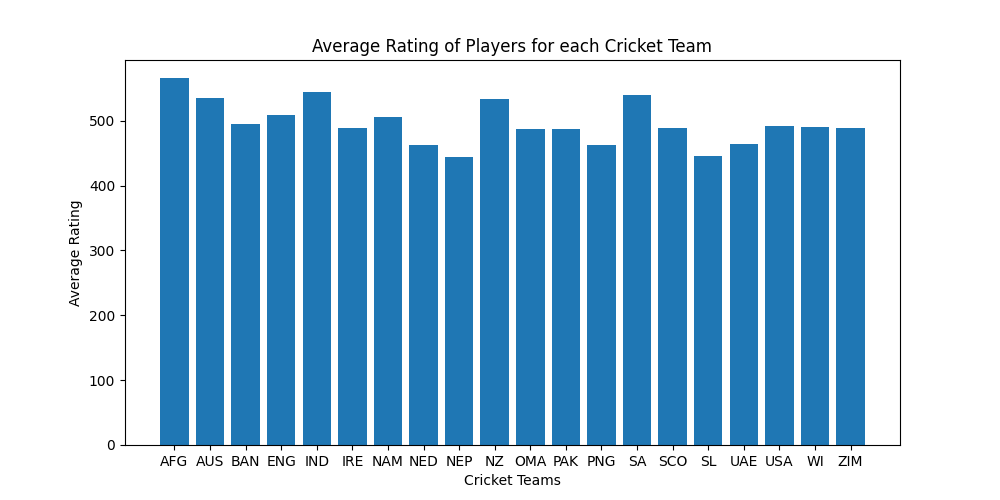 Average Rating of Players for each Cricket Team
Average Rating
500
400
300
200
100
0
AFG AUS BAN ENG IND IRE NAM NED NEP NZ OMA PAK PNG SA SCO SL UAE USA WI ZIM
Cricket Teams